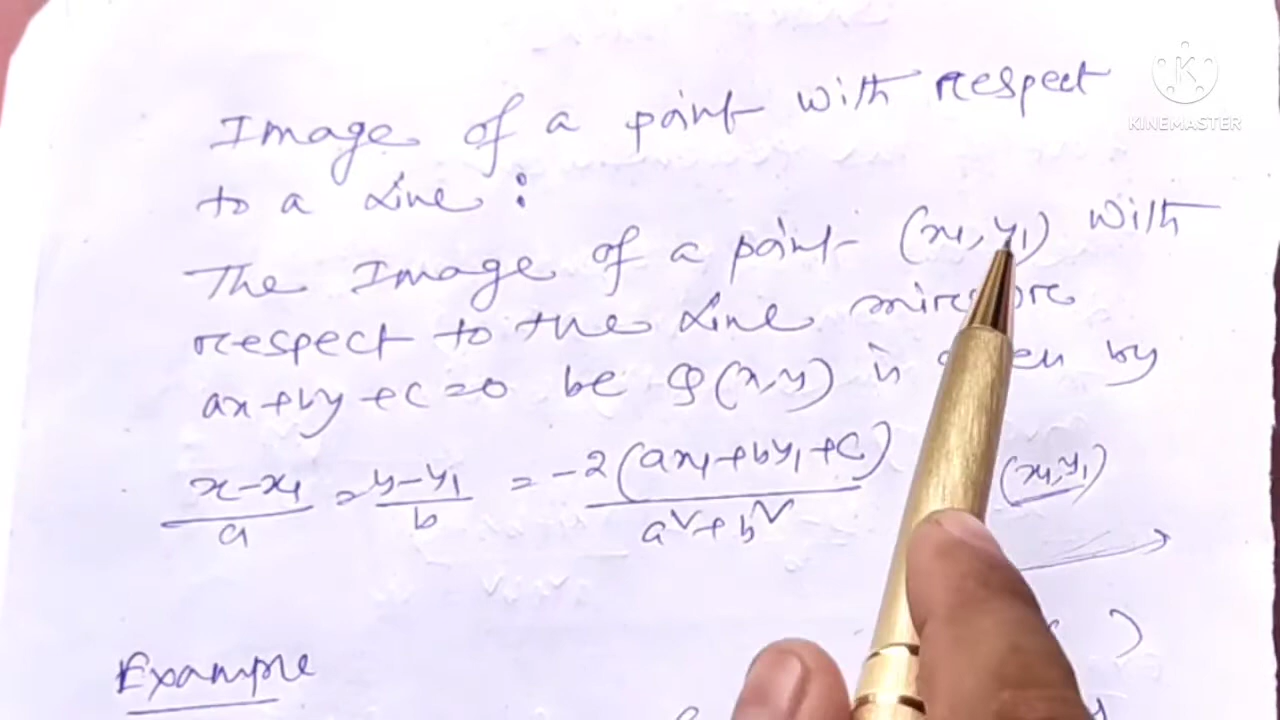 Image of a point with respect
KINEMASTER
to a Line :
The Image of a point (x₁, y₁) with
respect to the Line
ax+by+c=0 be Q(x,y) is by
x-x₁/a = y-y₁/b = -2(ax₁+by₁+c)/a²+b²
(x₁,y₁)
Example